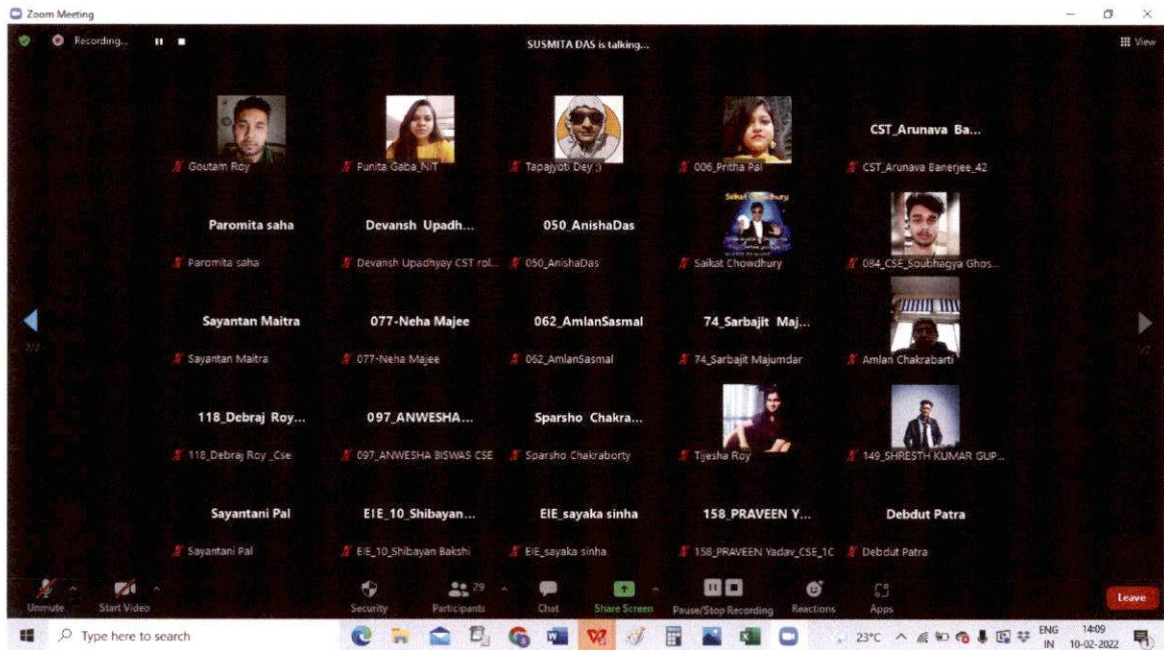 Zoom Meeting
Recording...
SUSMITA DAS is talking...
View
CST_Arunava Ba...
Goutam Roy
Punita Gaba_NiT
Tapajyoti Dey ;)
006_Pritha Pal
CST_Arunava Banerjee_42
Saikat Chowdhury
Paromita saha
Devansh Upadh...
050_AnishaDas
Paromita saha
Devansh Upadhyay CST rol...
050_AnishaDas
Saikat Chowdhury
084_CSE_Soubhagya Ghos...
Sayantan Maitra
077-Neha Majee
062_AmlanSasmal
74_Sarbajit Maj...
2/2
Sayantan Maitra
077-Neha Majee
062_AmlanSasmal
74_Sarbajit Majumdar
Amlan Chakrabarti
118_Debraj Roy...
097_ANWESHA...
Sparsho Chakra...
118_Debraj Roy _Cse
097_ANWESHA BISWAS CSE
Sparsho Chakraborty
Tijesha Roy
149_SHRESTH KUMAR GUP...
Sayantani Pal
EIE_10_Shibayan...
EIE_sayaka sinha
158_PRAVEEN Y...
Debdut Patra
Sayantani Pal
EIE_10_Shibayan Bakshi
EIE_sayaka sinha
158_PRAVEEN Yadav_CSE_1C
Debdut Patra
29
Unmute
Start Video
Security
Participants
Chat
Share Screen
Pause/Stop Recording
Reactions
Apps
Leave
Type here to search
23°C
ENG
IN
14:09
10-02-2022